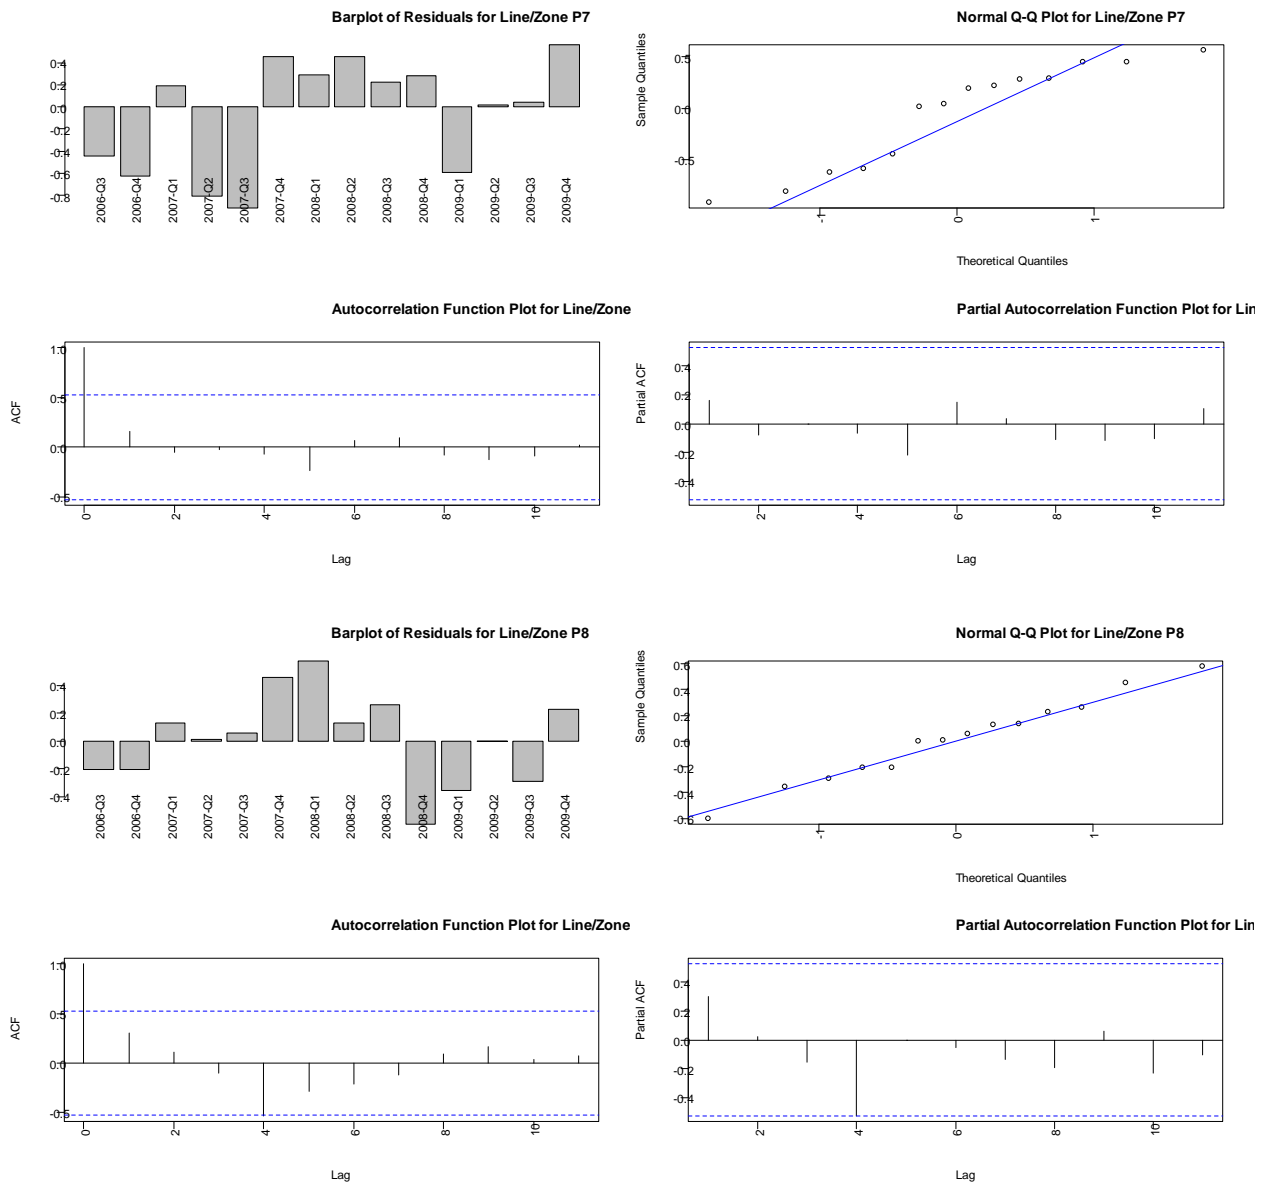 Barplot of Residuals for Line/Zone P7
0.4
0.2
0.0
-0.2
-0.4
-0.6
-0.8
2006-Q3
2006-Q4
2007-Q1
2007-Q2
2007-Q3
2007-Q4
2008-Q1
2008-Q2
2008-Q3
2008-Q4
2009-Q1
2009-Q2
2009-Q3
2009-Q4
Normal Q-Q Plot for Line/Zone P7
Sample Quantiles
0.5
0.0
-0.5
-1
0
1
Theoretical Quantiles
Autocorrelation Function Plot for Line/Zone
ACF
1.0
0.5
0.0
-0.5
0
2
4
6
8
10
Lag
Partial Autocorrelation Function Plot for Lin
Partial ACF
0.4
0.2
0.0
-0.2
-0.4
2
4
6
8
10
Lag
Barplot of Residuals for Line/Zone P8
0.4
0.2
0.0
-0.2
-0.4
2006-Q3
2006-Q4
2007-Q1
2007-Q2
2007-Q3
2007-Q4
2008-Q1
2008-Q2
2008-Q3
2008-Q4
2009-Q1
2009-Q2
2009-Q3
2009-Q4
Normal Q-Q Plot for Line/Zone P8
Sample Quantiles
0.6
0.4
0.2
0.0
-0.2
-0.4
-0.6
-1
0
1
Theoretical Quantiles
Autocorrelation Function Plot for Line/Zone
ACF
1.0
0.5
0.0
-0.5
0
2
4
6
8
10
Lag
Partial Autocorrelation Function Plot for Lin
Partial ACF
0.4
0.2
0.0
-0.2
-0.4
2
4
6
8
10
Lag